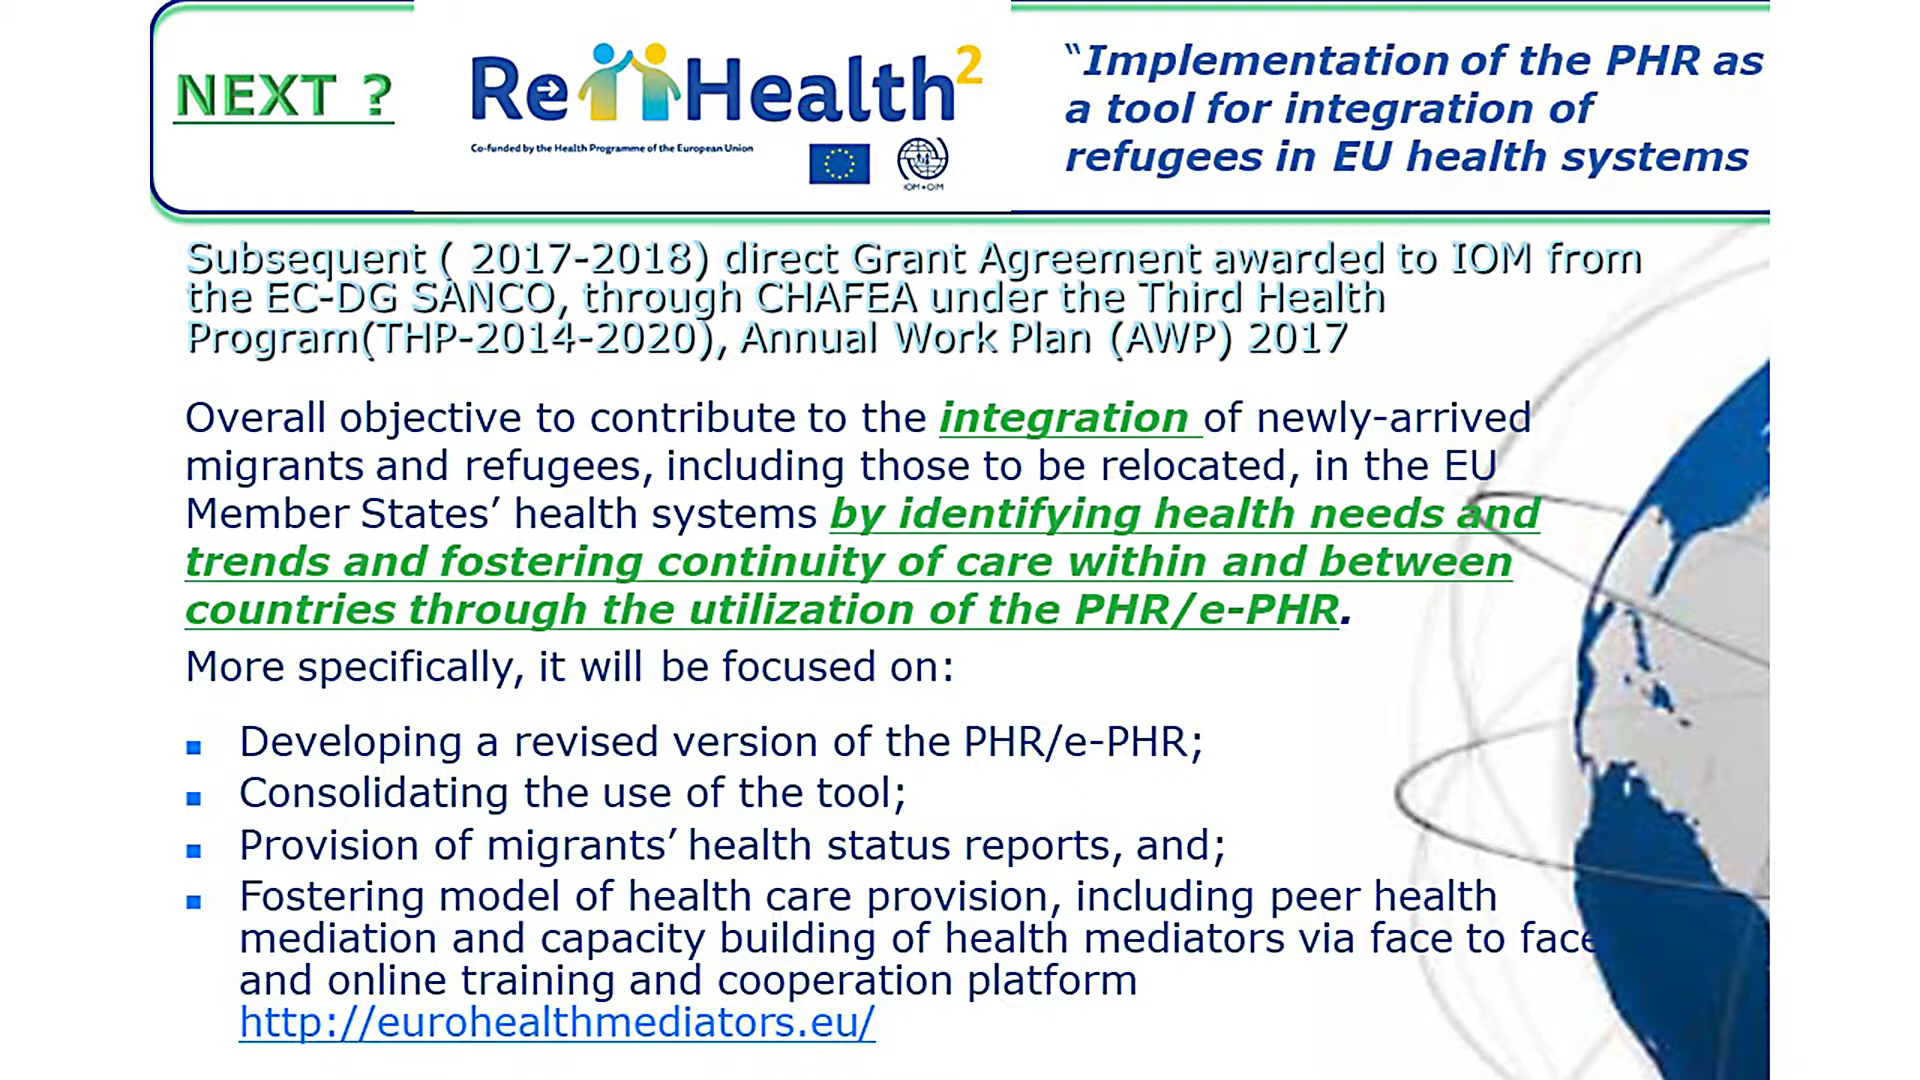 NEXT ?
Re-Health²
Co-funded by the Health Programme of the European Union
IOM•OIM
“Implementation of the PHR as
a tool for integration of
refugees in EU health systems
Subsequent ( 2017-2018) direct Grant Agreement awarded to IOM from
the EC-DG SANCO, through CHAFEA under the Third Health
Program(THP-2014-2020), Annual Work Plan (AWP) 2017
Overall objective to contribute to the integration of newly-arrived
migrants and refugees, including those to be relocated, in the EU
Member States’ health systems by identifying health needs and
trends and fostering continuity of care within and between
countries through the utilization of the PHR/e-PHR.
More specifically, it will be focused on:
Developing a revised version of the PHR/e-PHR;
Consolidating the use of the tool;
Provision of migrants’ health status reports, and;
Fostering model of health care provision, including peer health
mediation and capacity building of health mediators via face to face
and online training and cooperation platform
http://eurohealthmediators.eu/